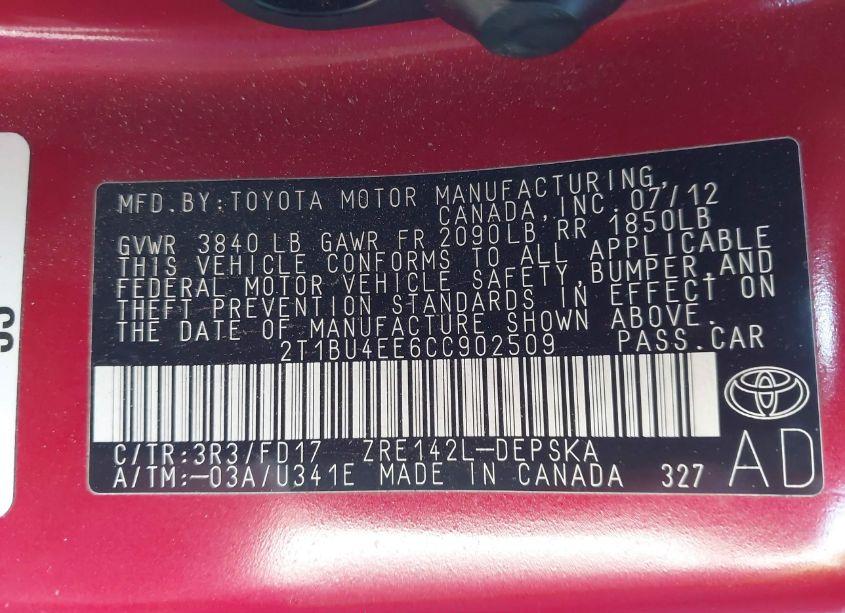 MFD.BY:TOYOTA MOTOR MANUFACTURING,
CANADA,INC. 07/12
GVWR 3840 LB GAWR FR 2090LB RR 1850LB
THIS VEHICLE CONFORMS TO ALL APPLICABLE
FEDERAL MOTOR VEHICLE SAFETY,BUMPER,AND
THEFT PREVENTION STANDARDS IN EFFECT ON
THE DATE OF MANUFACTURE SHOWN ABOVE.
2T1BU4EE6CC902509 PASS.CAR
C/TR:3R3/FD17 ZRE142L-DEPSKA
A/TM:-03A/U341E MADE IN CANADA 327
AD